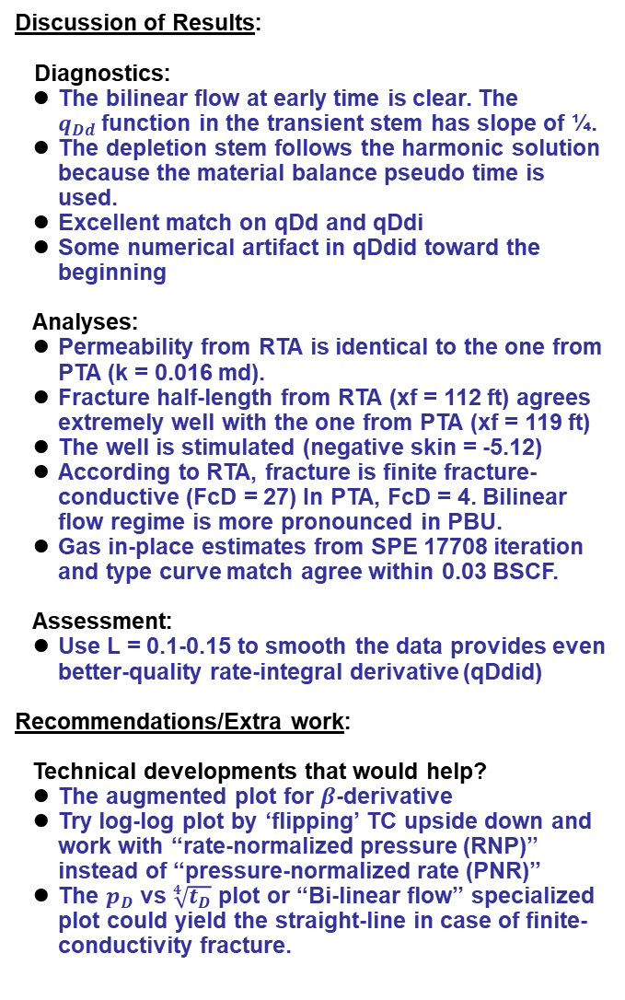 Discussion of Results:
Diagnostics:
● The bilinear flow at early time is clear. The
qDd function in the transient stem has slope of ¼.
● The depletion stem follows the harmonic solution
because the material balance pseudo time is
used.
● Excellent match on qDd and qDdi
● Some numerical artifact in qDdid toward the
beginning
Analyses:
● Permeability from RTA is identical to the one from
PTA (k = 0.016 md).
● Fracture half-length from RTA (xf = 112 ft) agrees
extremely well with the one from PTA (xf = 119 ft)
● The well is stimulated (negative skin = -5.12)
● According to RTA, fracture is finite fracture-
conductive (FcD = 27) In PTA, FcD = 4. Bilinear
flow regime is more pronounced in PBU.
● Gas in-place estimates from SPE 17708 iteration
and type curve match agree within 0.03 BSCF.
Assessment:
● Use L = 0.1-0.15 to smooth the data provides even
better-quality rate-integral derivative (qDdid)
Recommendations/Extra work:
Technical developments that would help?
● The augmented plot for β-derivative
● Try log-log plot by ‘flipping’ TC upside down and
work with “rate-normalized pressure (RNP)”
instead of “pressure-normalized rate (PNR)”
● The pD vs ∜tD plot or “Bi-linear flow” specialized
plot could yield the straight-line in case of finite-
conductivity fracture.